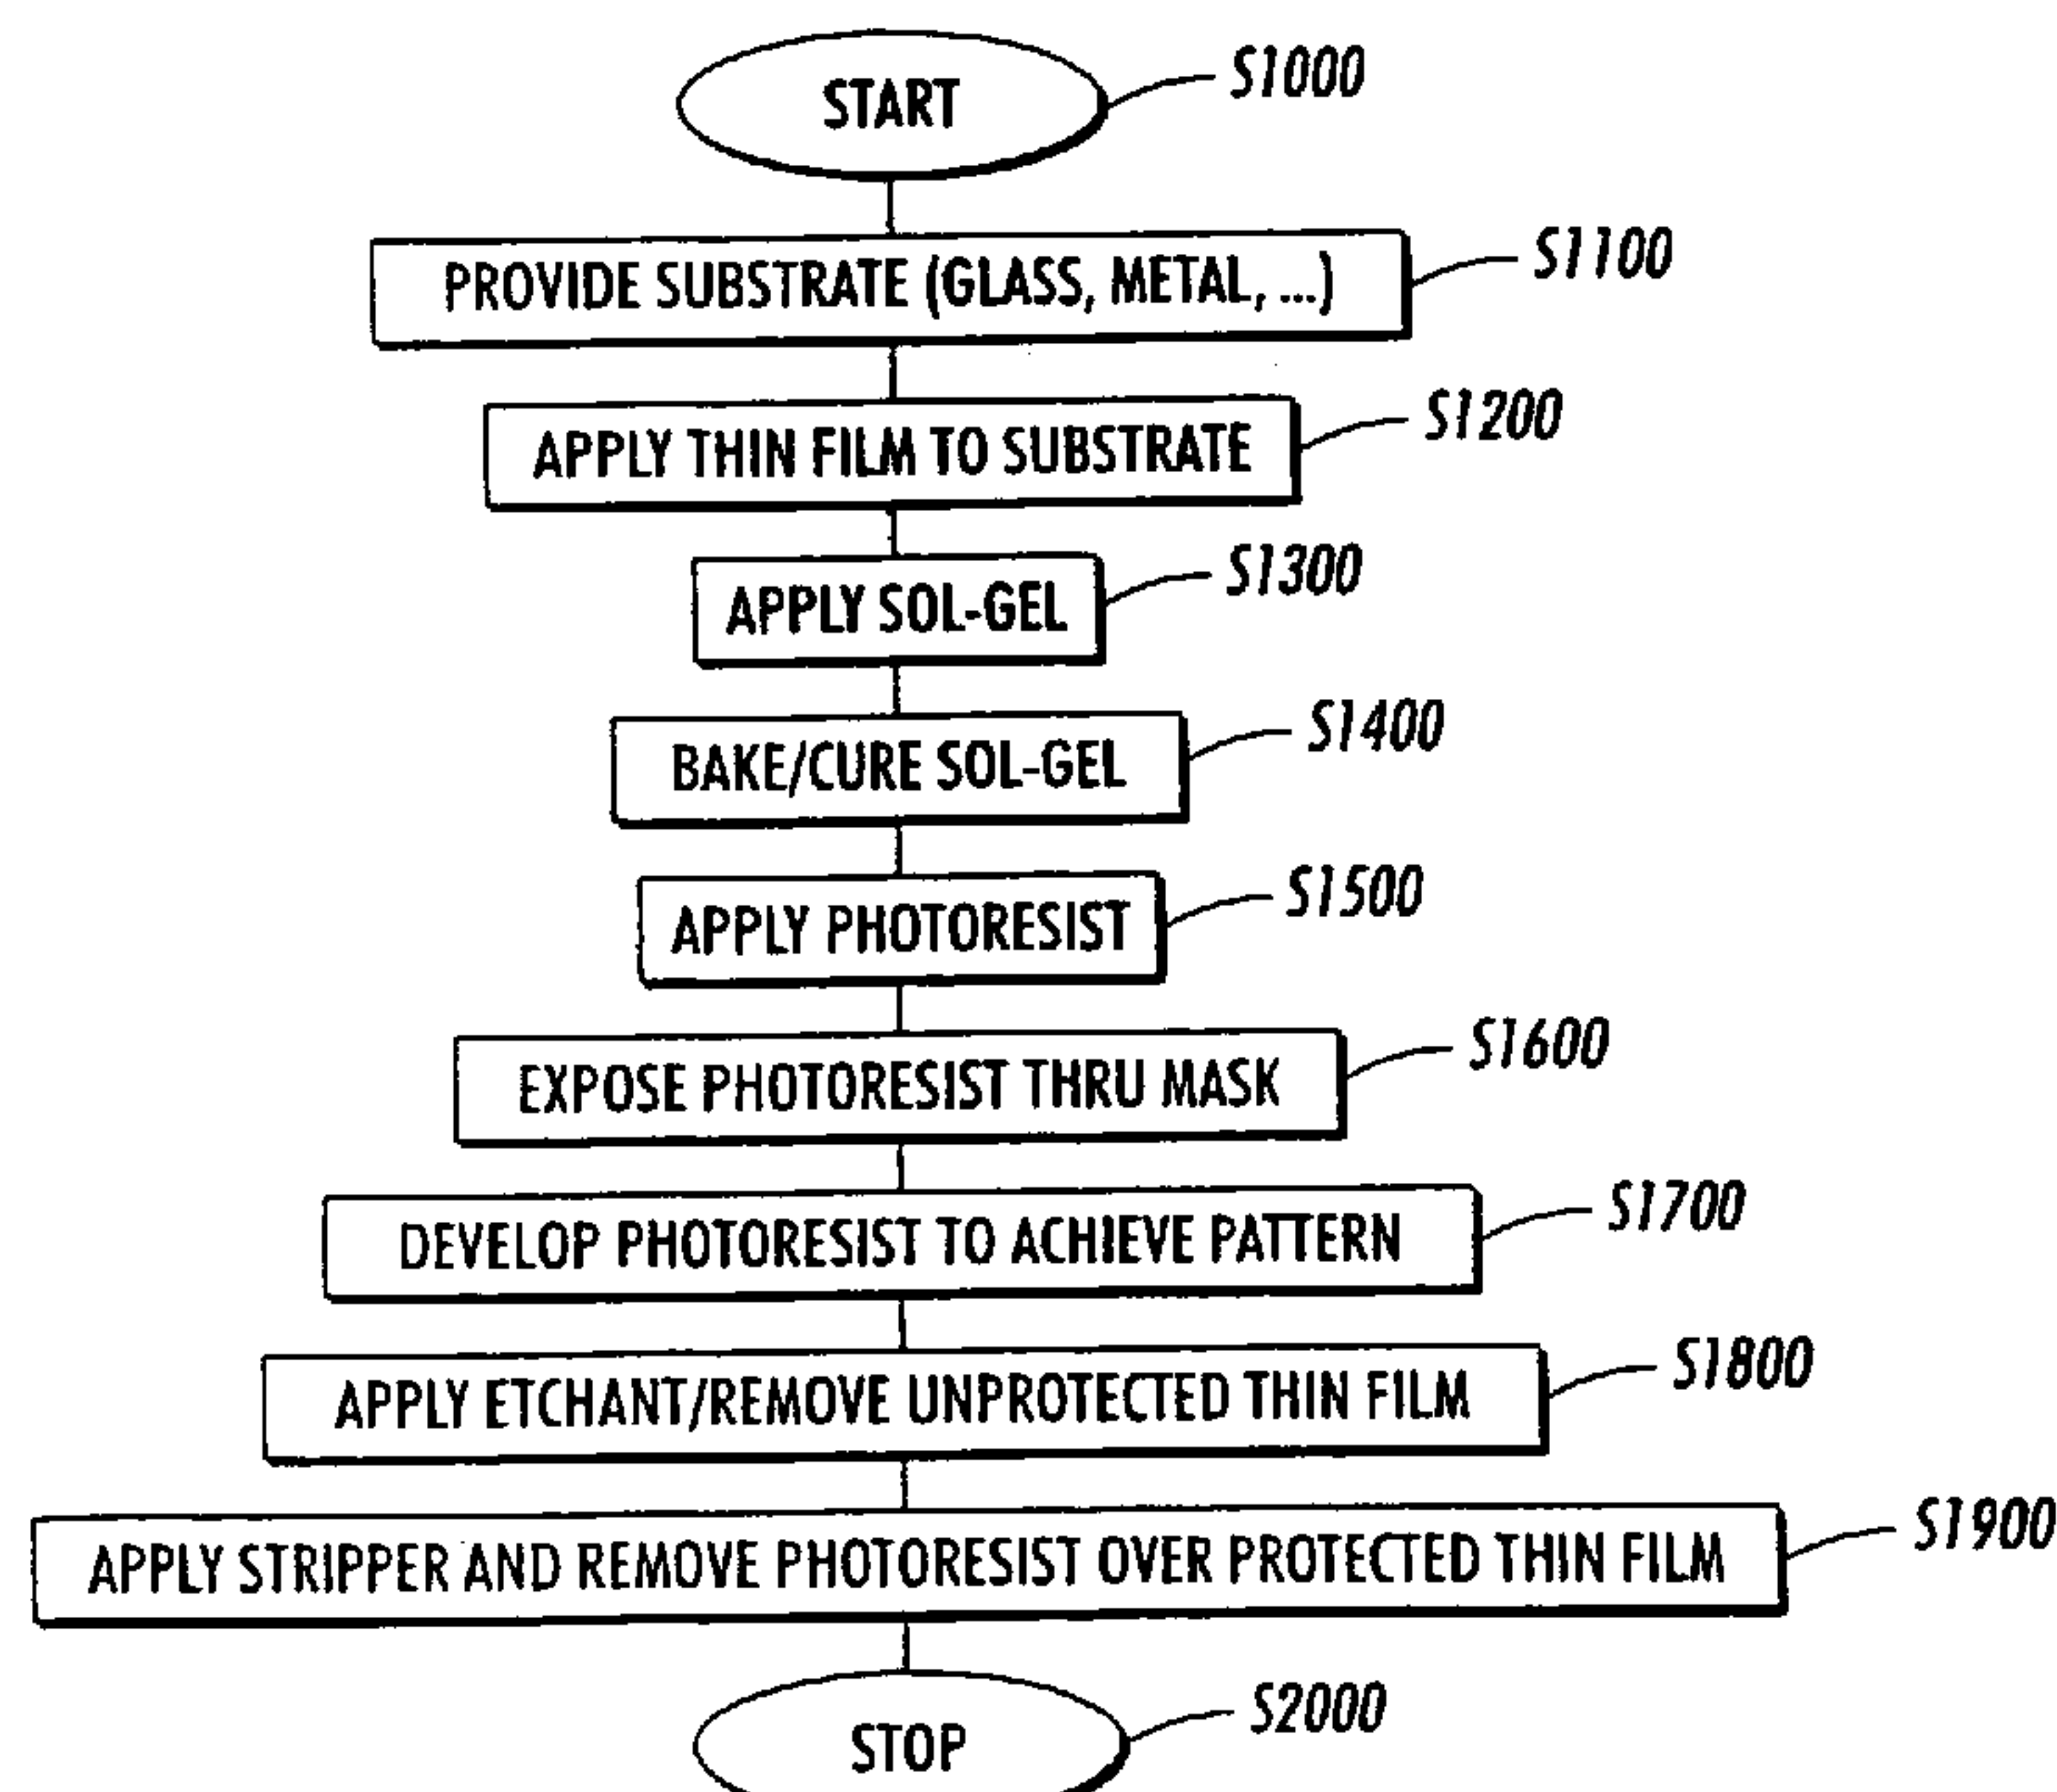 START
S1000
PROVIDE SUBSTRATE (GLASS, METAL, ...)
S1100
APPLY THIN FILM TO SUBSTRATE
S1200
APPLY SOL-GEL
S1300
BAKE/CURE SOL-GEL
S1400
APPLY PHOTORESIST
S1500
EXPOSE PHOTORESIST THRU MASK
S1600
DEVELOP PHOTORESIST TO ACHIEVE PATTERN
S1700
APPLY ETCHANT/REMOVE UNPROTECTED THIN FILM
S1800
APPLY STRIPPER AND REMOVE PHOTORESIST OVER PROTECTED THIN FILM
S1900
STOP
S2000